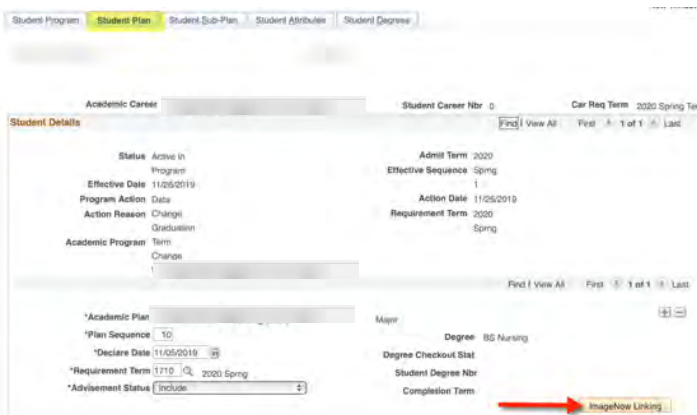 Student Program Student Plan Student Sub-Plan Student Attributes Student Degrees
Academic Career Student Career Nbr 0 Car Req Term 2020 Spring Te
Student Details Find | View All First 1 of 1 Last
Status Active in Admit Term 2020
Program Effective Sequence Spring
Effective Date 11/26/2019 1
Program Action Data Action Date 11/26/2019
Action Reason Change Requirement Term 2020
Graduation Spring
Academic Program Term
Change
Find | View All First 1 of 1 Last
*Academic Plan Major
*Plan Sequence 10 Degree BS Nursing
*Declare Date 11/05/2019 Degree Checkout Stat
*Requirement Term 1710 2020 Spring Student Degree Nbr
*Advisement Status Include Completion Term
ImageNow Linking